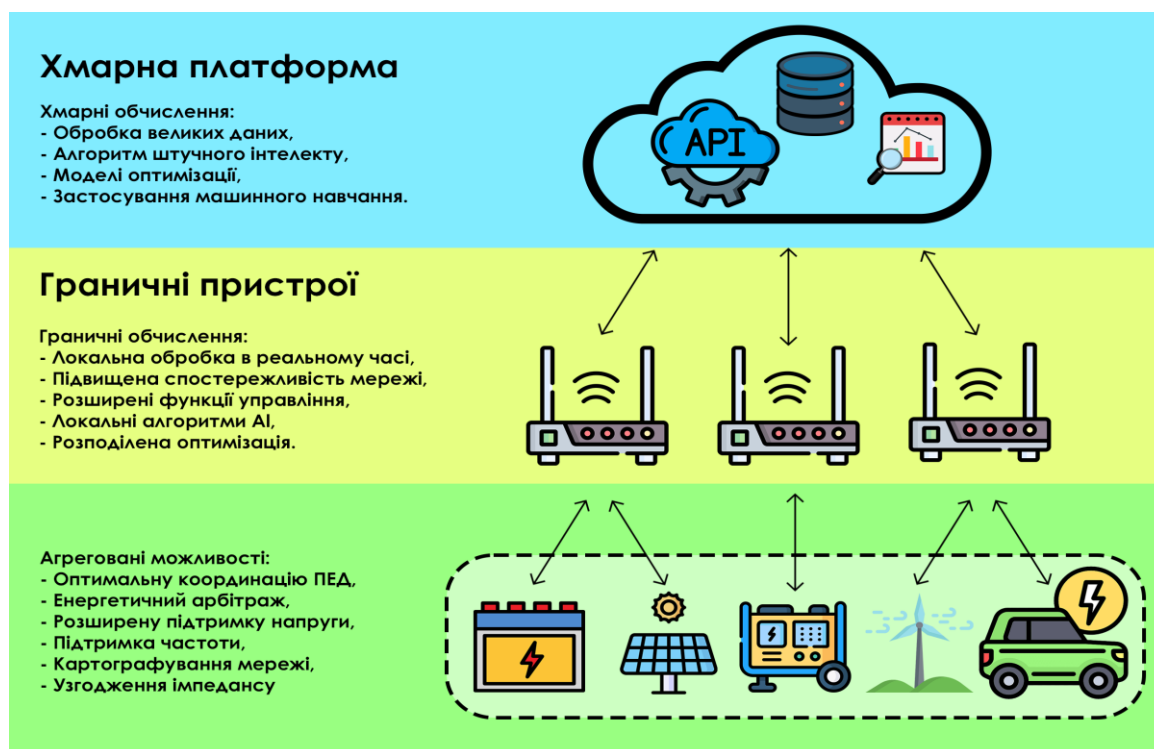 Хмарна платформа
Хмарні обчислення:
- Обробка великих даних,
- Алгоритм штучного інтелекту,
- Моделі оптимізації,
- Застосування машинного навчання.
API
Граничні пристрої
Граничні обчислення:
- Локальна обробка в реальному часі,
- Підвищена спостережливість мережі,
- Розширені функції управління,
- Локальні алгоритми AI,
- Розподілена оптимізація.
Агреговані можливості:
- Оптимальну координацію ПЕД,
- Енергетичний арбітраж,
- Розширену підтримку напруги,
- Підтримка частоти,
- Картографування мережі,
- Узгодження імпедансу